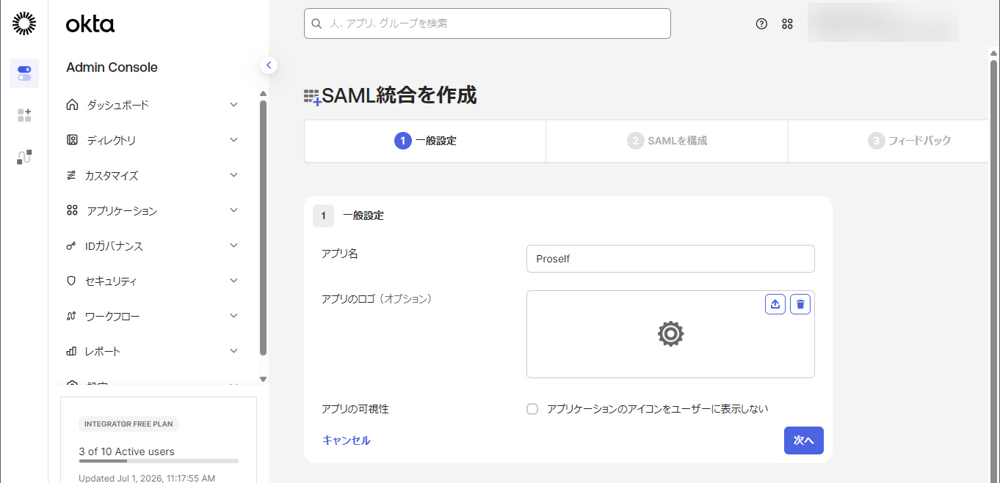 okta
人、アプリ、グループを検索
Admin Console
ダッシュボード
ディレクトリ
カスタマイズ
アプリケーション
IDガバナンス
セキュリティ
ワークフロー
レポート
INTEGRATOR FREE PLAN
3 of 10 Active users
Updated Jul 1, 2026, 11:17:55 AM
SAML統合を作成
1 一般設定
2 SAMLを構成
3 フィードバック
1 一般設定
アプリ名
Proself
アプリのロゴ（オプション）
アプリの可視性
アプリケーションのアイコンをユーザーに表示しない
キャンセル
次へ